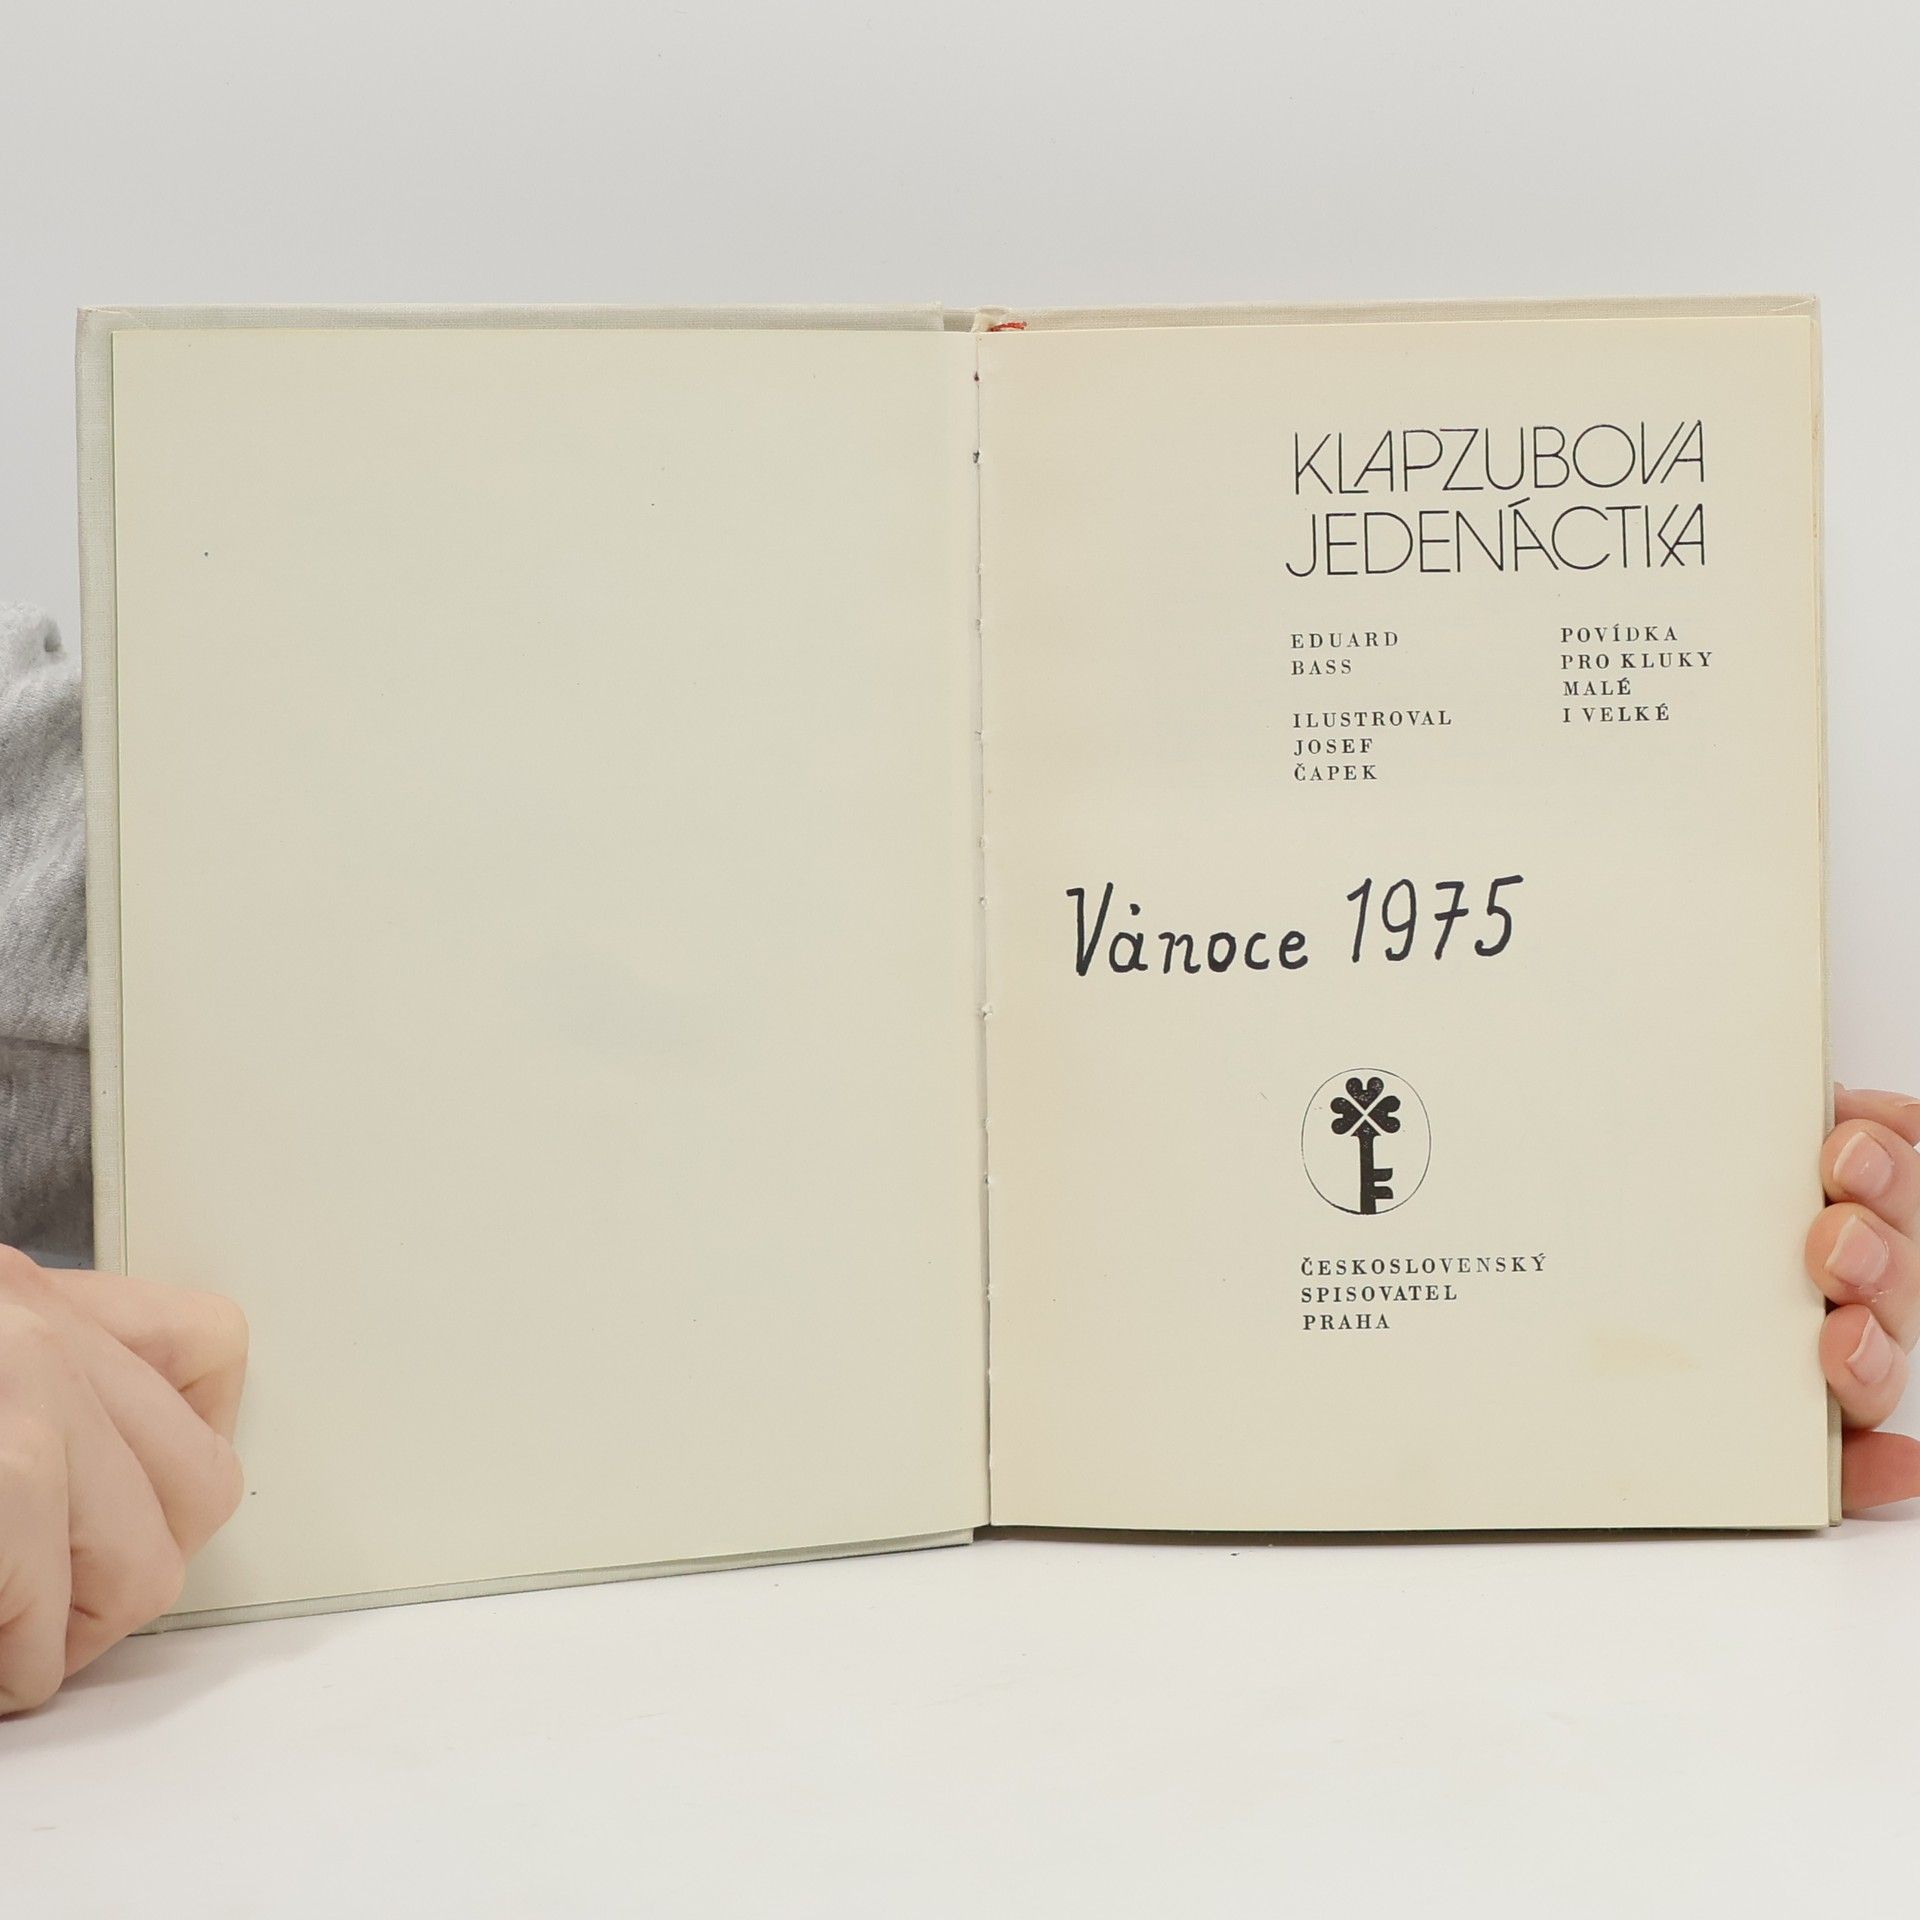 KLAPZUBOVA
JEDENÁCTKA
EDUARD
BASS
ILUSTROVAL
JOSEF
ČAPEK
POVÍDKA
PRO KLUKY
MALÉ
I VELKÉ
Vánoce 1975
ČESKOSLOVENSKÝ
SPISOVATEL
PRAHA